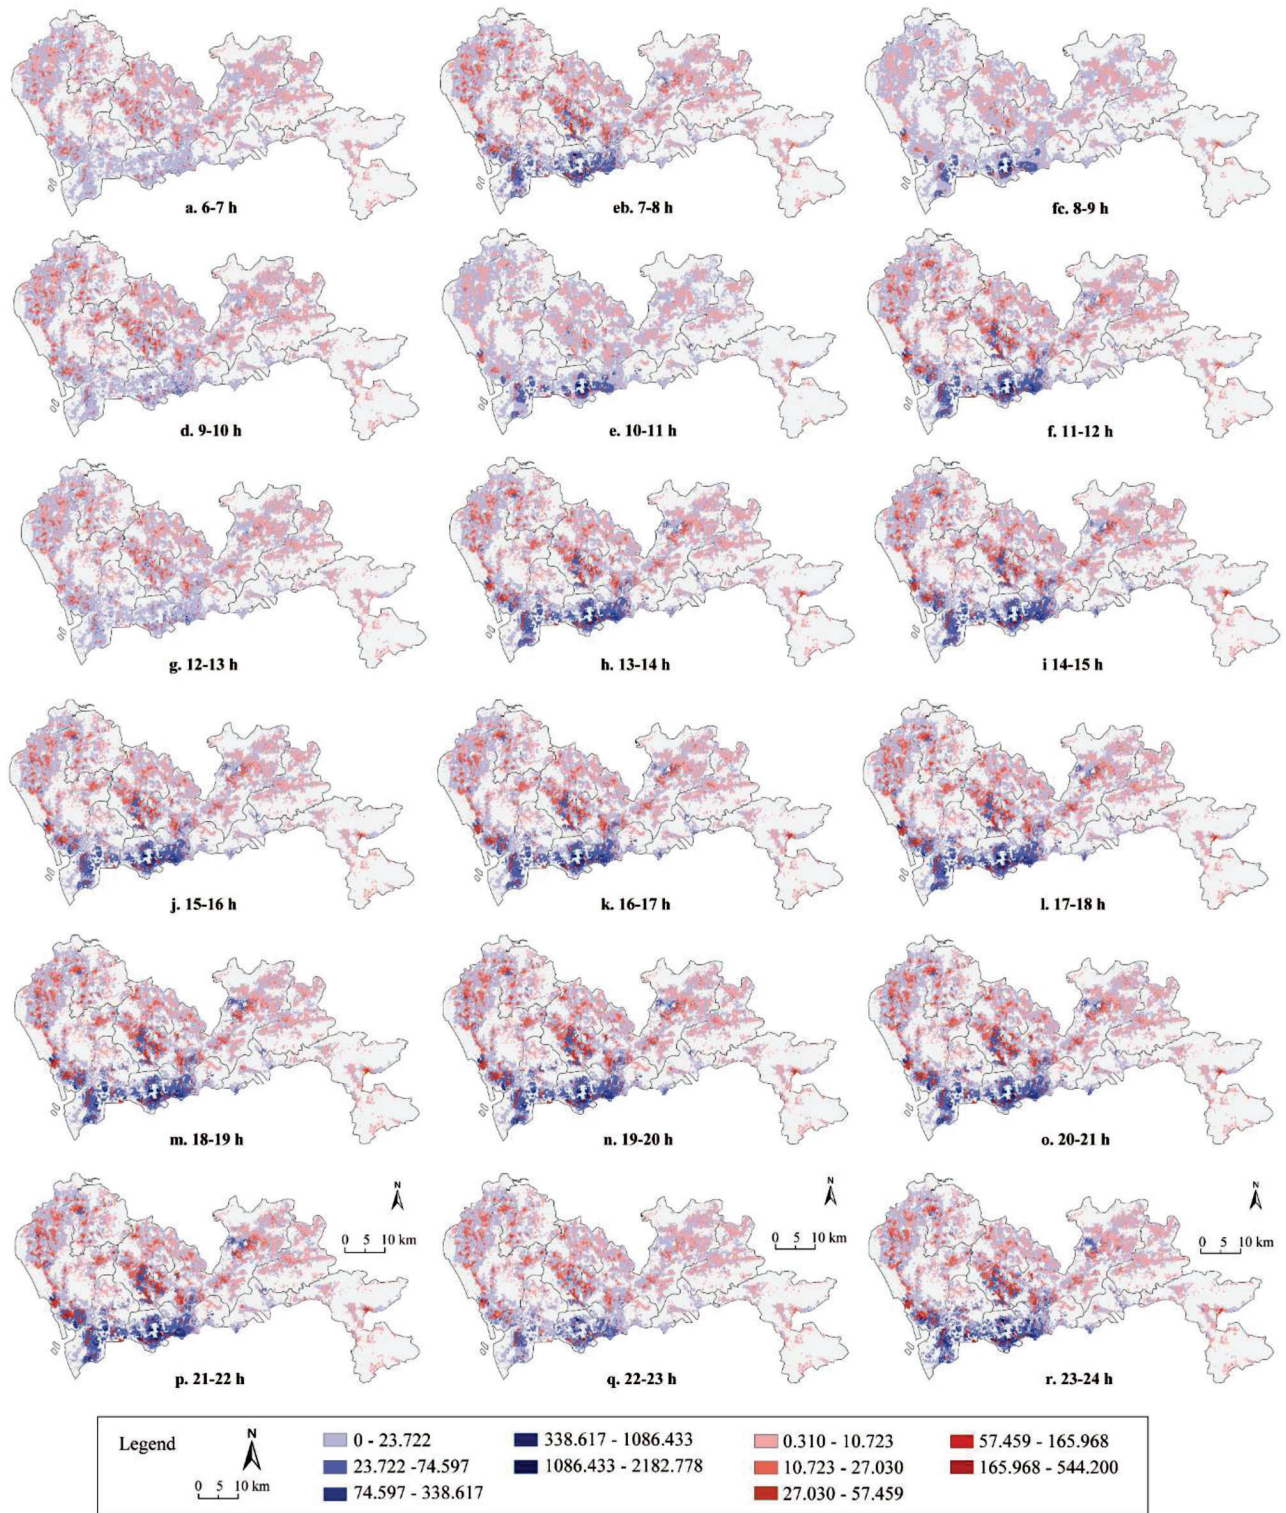 a. 6-7 h
eb. 7-8 h
fc. 8-9 h
d. 9-10 h
e. 10-11 h
f. 11-12 h
g. 12-13 h
h. 13-14 h
i 14-15 h
j. 15-16 h
k. 16-17 h
l. 17-18 h
m. 18-19 h
n. 19-20 h
o. 20-21 h
N
0 5 10 km
N
0 5 10 km
N
0 5 10 km
p. 21-22 h
q. 22-23 h
r. 23-24 h
Legend
N
0 5 10 km
0 - 23.722
23.722 -74.597
74.597 - 338.617
338.617 - 1086.433
1086.433 - 2182.778
0.310 - 10.723
10.723 - 27.030
27.030 - 57.459
57.459 - 165.968
165.968 - 544.200